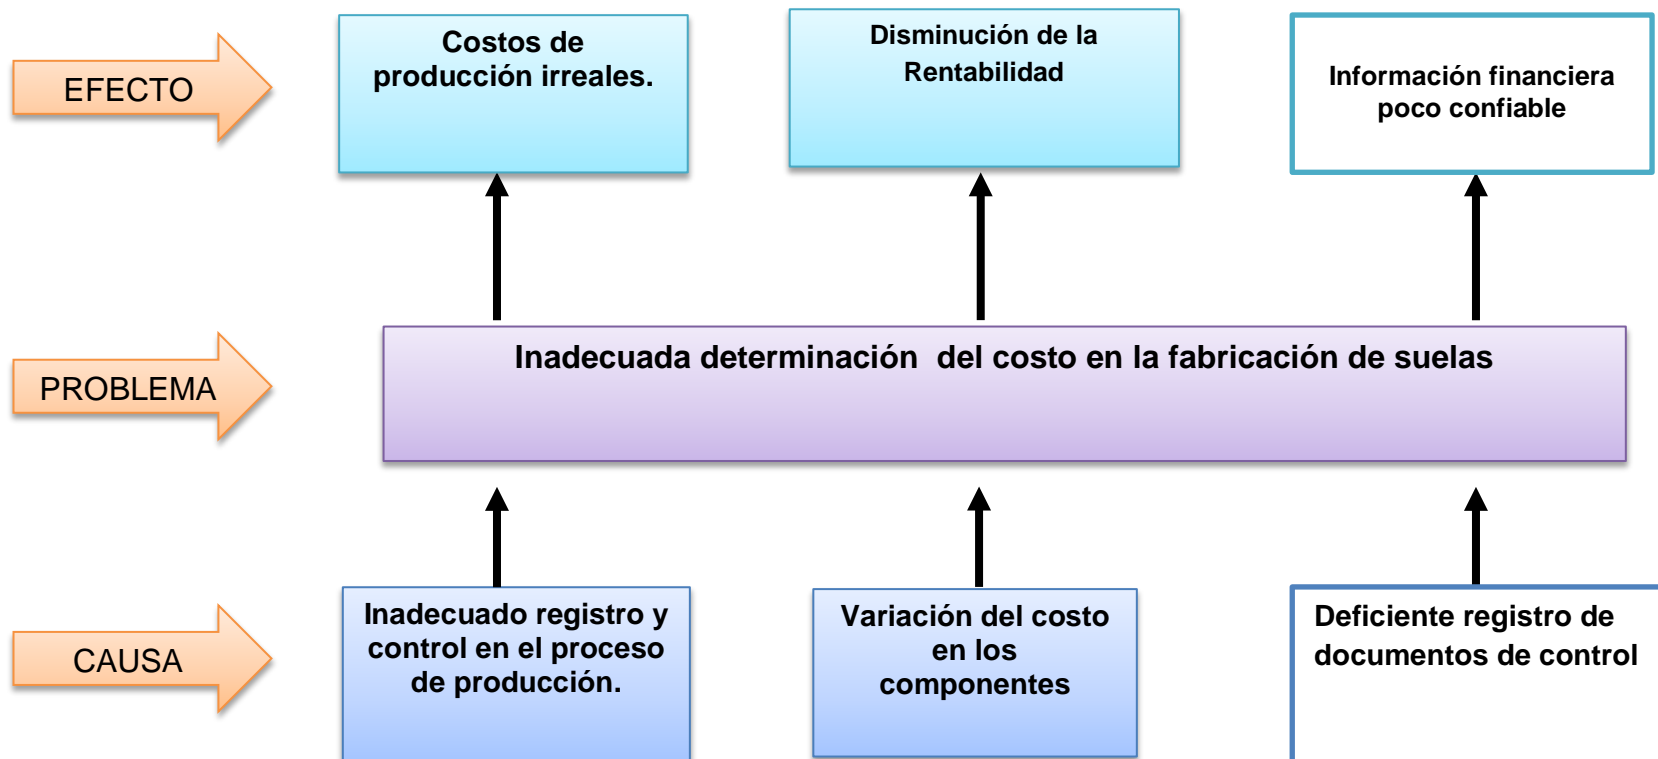 EFECTO
Costos de
producción irreales.
Disminución de la
Rentabilidad
Información financiera
poco confiable
PROBLEMA
Inadecuada determinación  del costo en la fabricación de suelas
CAUSA
Inadecuado registro y
control en el proceso
de producción.
Variación del costo
en los
componentes
Deficiente registro de
documentos de control